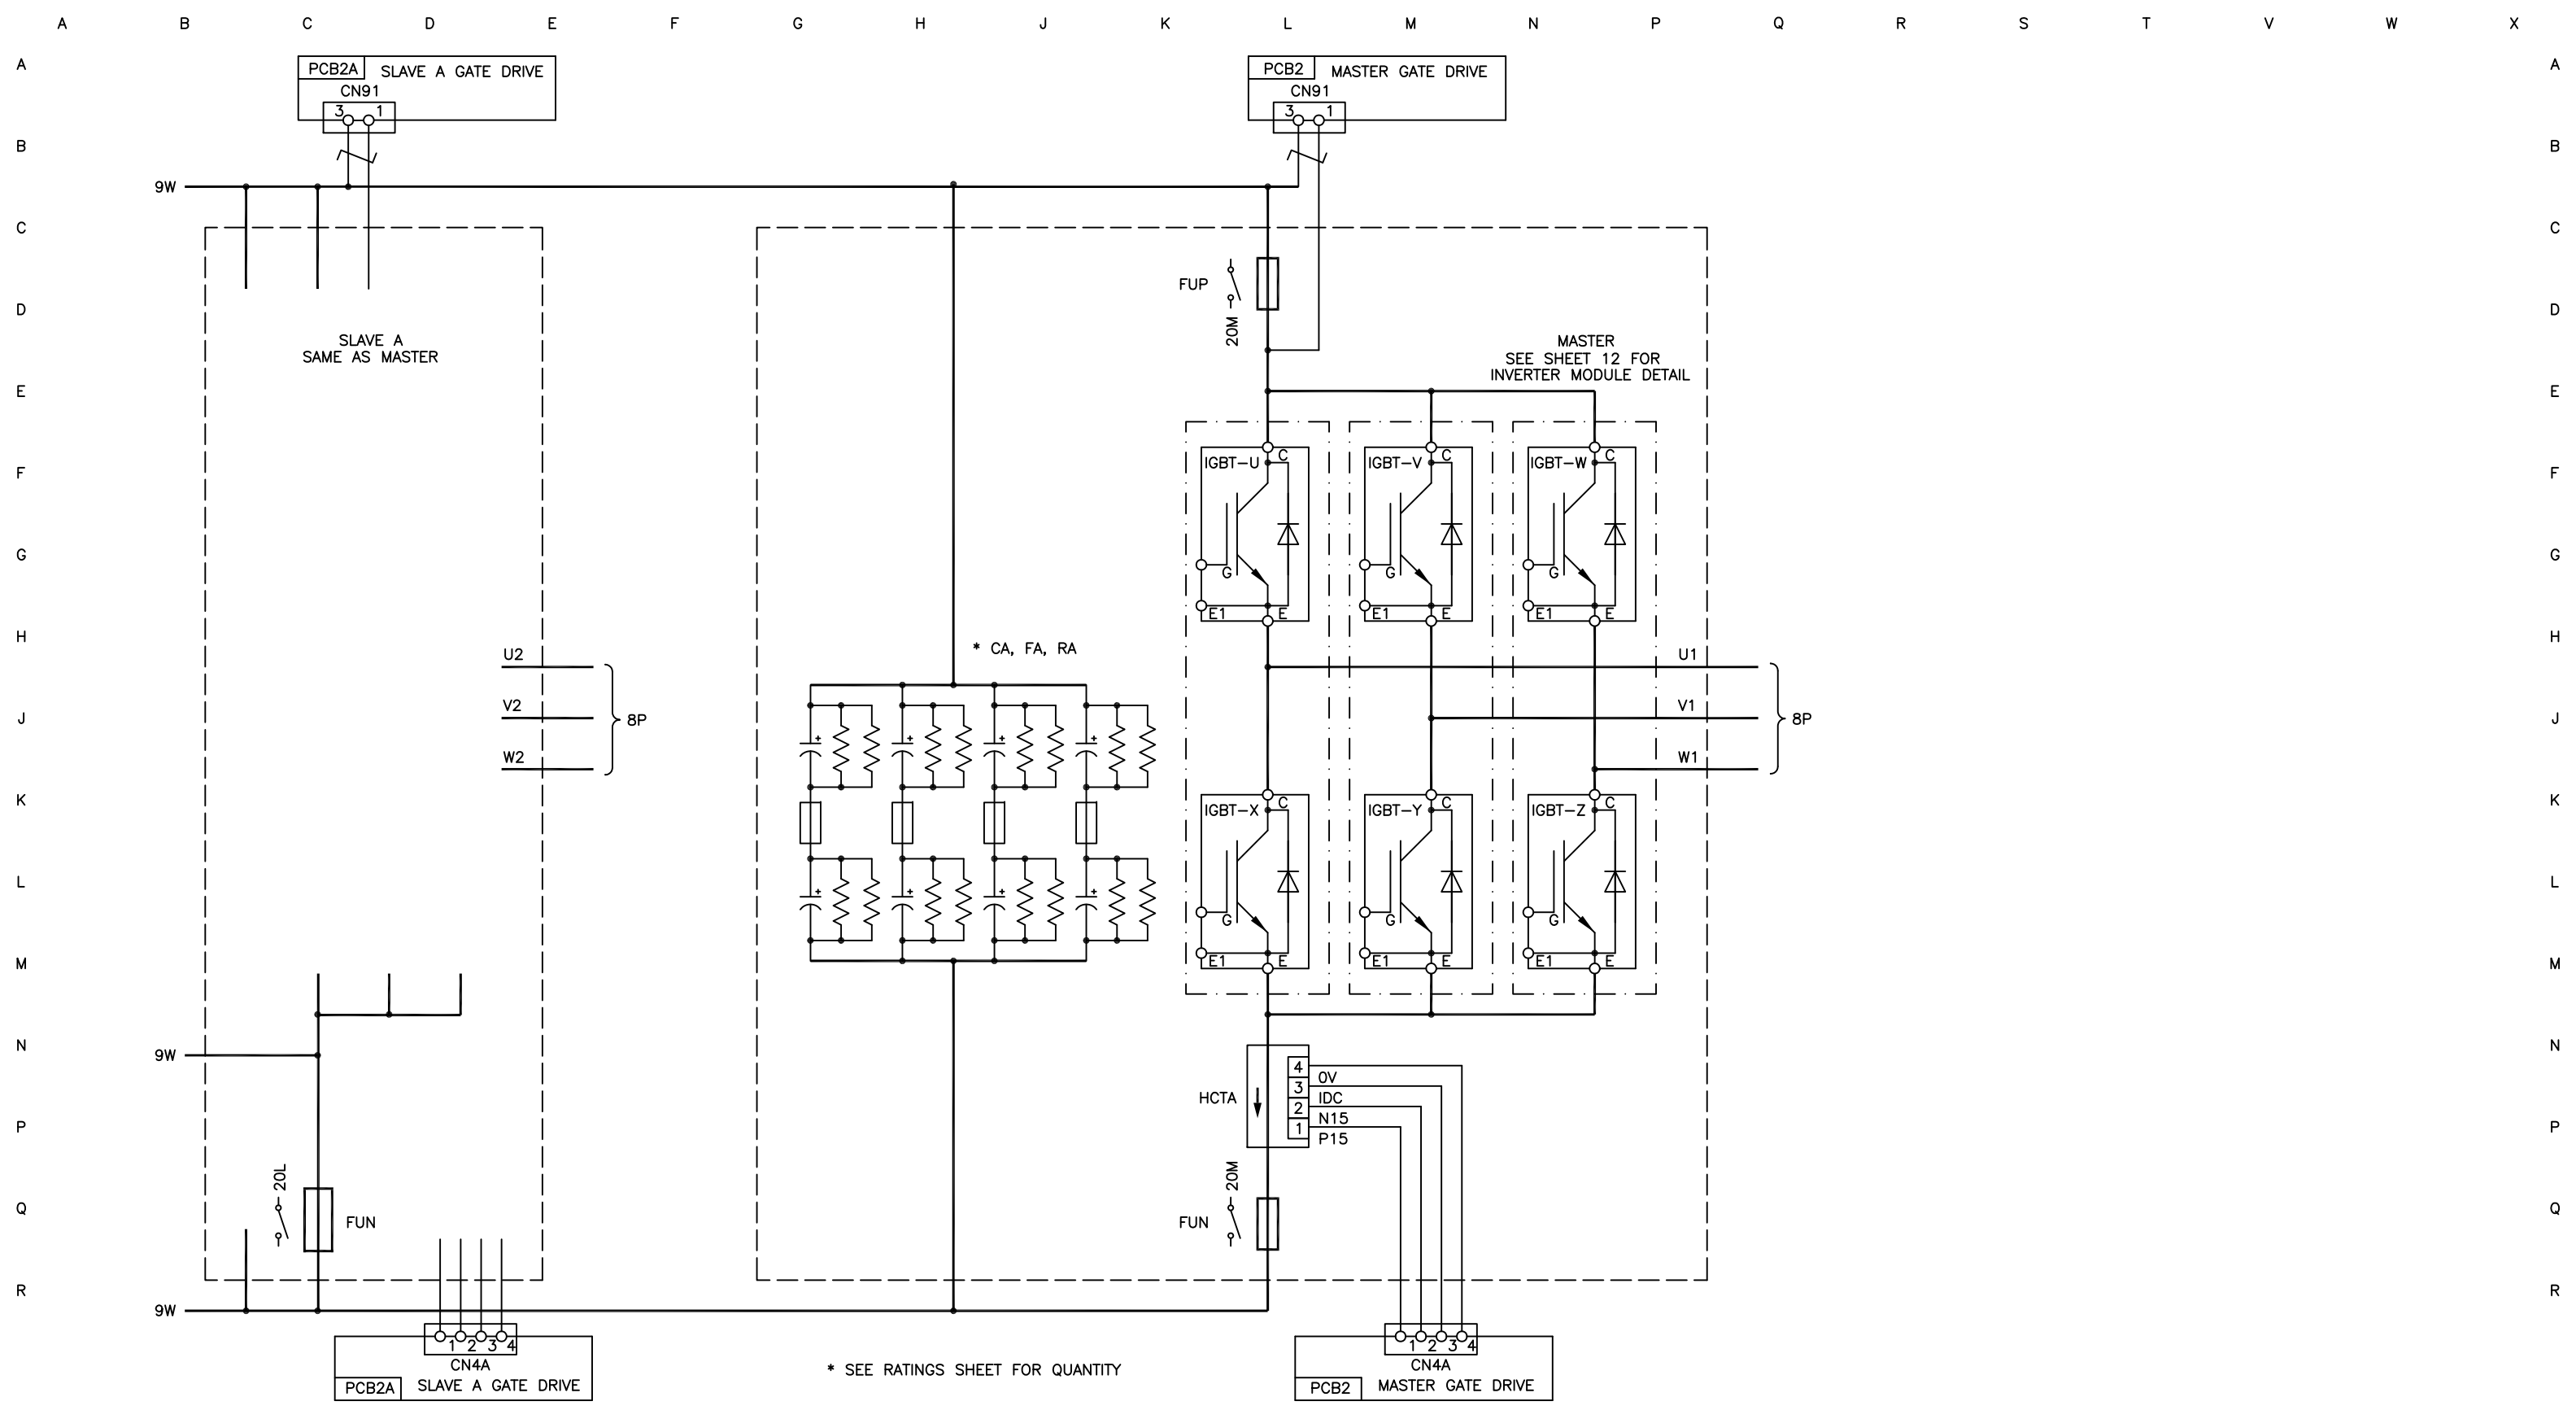 A B C D E F G H J K L M N P Q R S T V W X
A A
PCB2A SLAVE A GATE DRIVE
CN91
3 1
PCB2 MASTER GATE DRIVE
CN91
3 1
B B
9W
C C
FUP
20M
D D
SLAVE A
SAME AS MASTER
MASTER
SEE SHEET 12 FOR
INVERTER MODULE DETAIL
E E
IGBT-U C
IGBT-V C
IGBT-W C
F F
G G
G G G
E1 E E1 E E1 E
H H
* CA, FA, RA
U2
V2
W2
8P
U1
V1
W1
8P
J J
+ + + +
K K
IGBT-X C
IGBT-Y C
IGBT-Z C
L L
+ + + +
G G G
E1 E E1 E E1 E
M M
N N
9W
HCTA
4
0V
3
IDC
2
N15
1
P15
P P
20L
FUN
20M
FUN
Q Q
R R
9W
1 2 3 4
CN4A
PCB2A SLAVE A GATE DRIVE
* SEE RATINGS SHEET FOR QUANTITY
1 2 3 4
CN4A
PCB2 MASTER GATE DRIVE